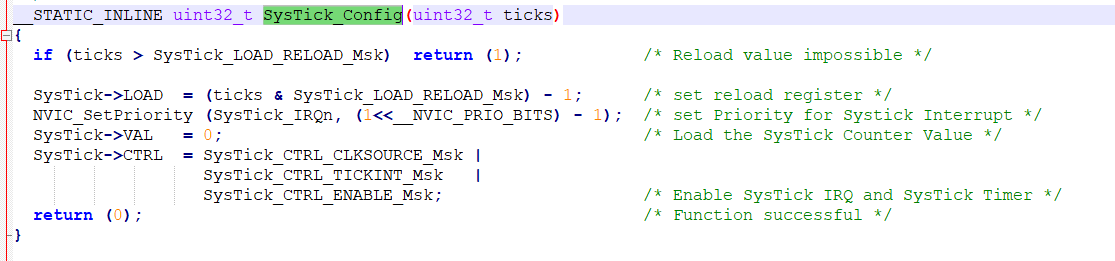 __STATIC_INLINE uint32_t SysTick_Config(uint32_t ticks)
{
  if (ticks > SysTick_LOAD_RELOAD_Msk)  return (1);            /* Reload value impossible */

  SysTick->LOAD  = (ticks & SysTick_LOAD_RELOAD_Msk) - 1;      /* set reload register */
  NVIC_SetPriority (SysTick_IRQn, (1<<__NVIC_PRIO_BITS) - 1);  /* set Priority for Systick Interrupt */
  SysTick->VAL   = 0;                                          /* Load the SysTick Counter Value */
  SysTick->CTRL  = SysTick_CTRL_CLKSOURCE_Msk |
                   SysTick_CTRL_TICKINT_Msk   |
                   SysTick_CTRL_ENABLE_Msk;                    /* Enable SysTick IRQ and SysTick Timer */
  return (0);                                                  /* Function successful */
}